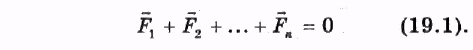 F⃗₁ + F⃗₂ + ... + F⃗ₙ = 0 (19.1).